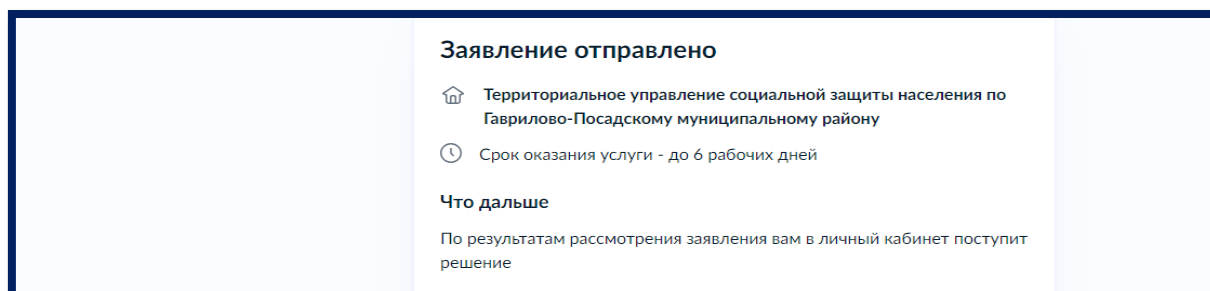 Заявление отправлено
Территориальное управление социальной защиты населения по
Гаврилово-Посадскому муниципальному району
Срок оказания услуги - до 6 рабочих дней
Что дальше
По результатам рассмотрения заявления вам в личный кабинет поступит
решение